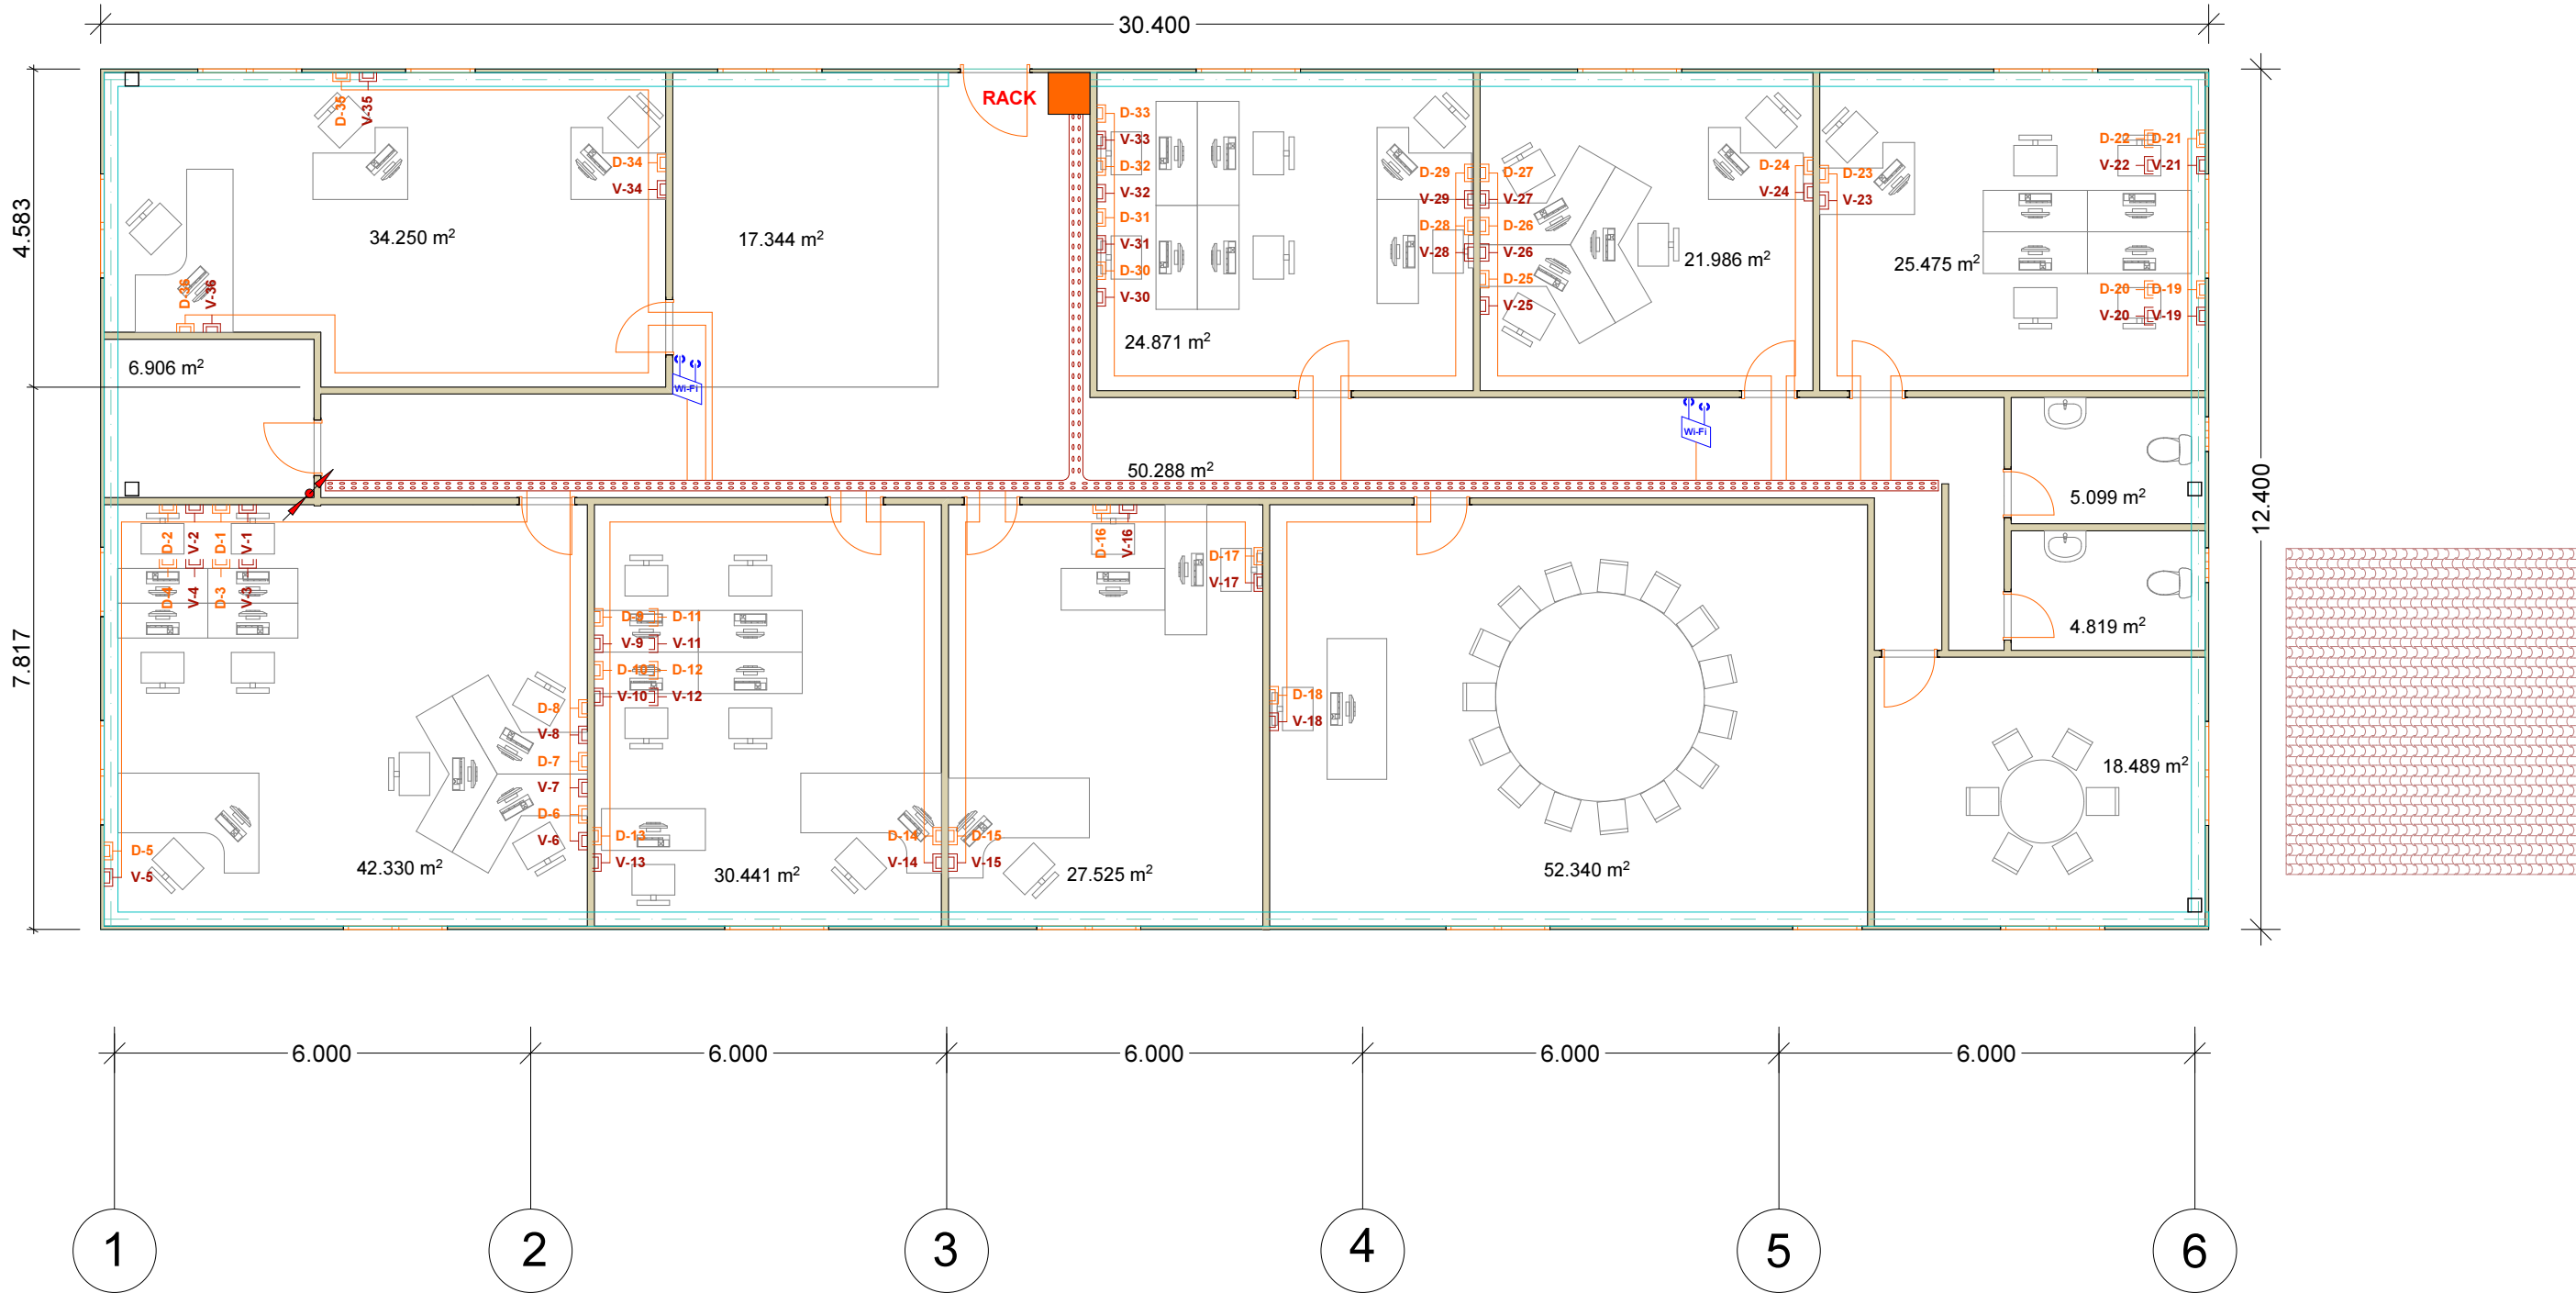 30.400
4.583
7.817
12.400
RACK
D-35
V-35
D-34
V-34
34.250 m²
17.344 m²
D-36
V-36
6.906 m²
Wi-Fi
D-33
V-33
D-32
V-32
D-31
V-31
D-30
V-30
24.871 m²
D-29
V-29
D-28
V-28
D-27
V-27
D-26
V-26
D-25
V-25
21.986 m²
D-24
V-24
D-23
V-23
25.475 m²
D-22
D-21
V-22
V-21
D-20
D-19
V-20
V-19
Wi-Fi
50.288 m²
5.099 m²
4.819 m²
D-2
V-2
D-1
V-1
D-4
V-4
D-3
V-3
D-8
V-8
D-7
V-7
D-6
V-6
D-5
V-5
42.330 m²
D-9
D-11
V-9
V-11
D-10
D-12
V-10
V-12
D-13
V-13
30.441 m²
D-14
V-14
D-15
V-15
27.525 m²
D-16
V-16
D-17
V-17
D-18
V-18
52.340 m²
18.489 m²
6.000
6.000
6.000
6.000
6.000
1
2
3
4
5
6